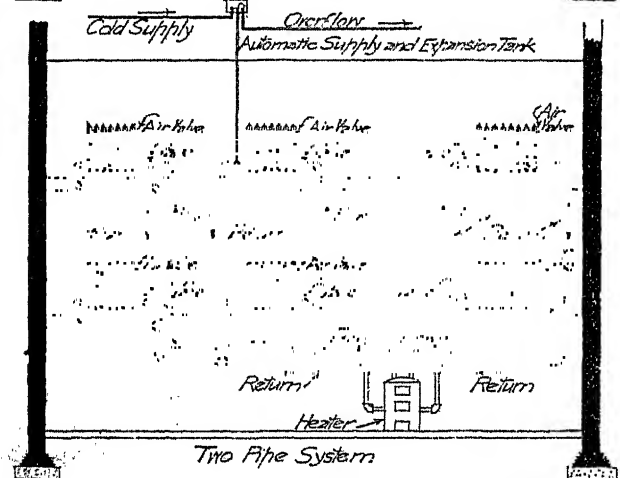 Cold Supply
Overflow
Automatic Supply and Expansion Tank
Air Valve
Air Valve
Air
Valve
Return
Return
Heater
Two Pipe System